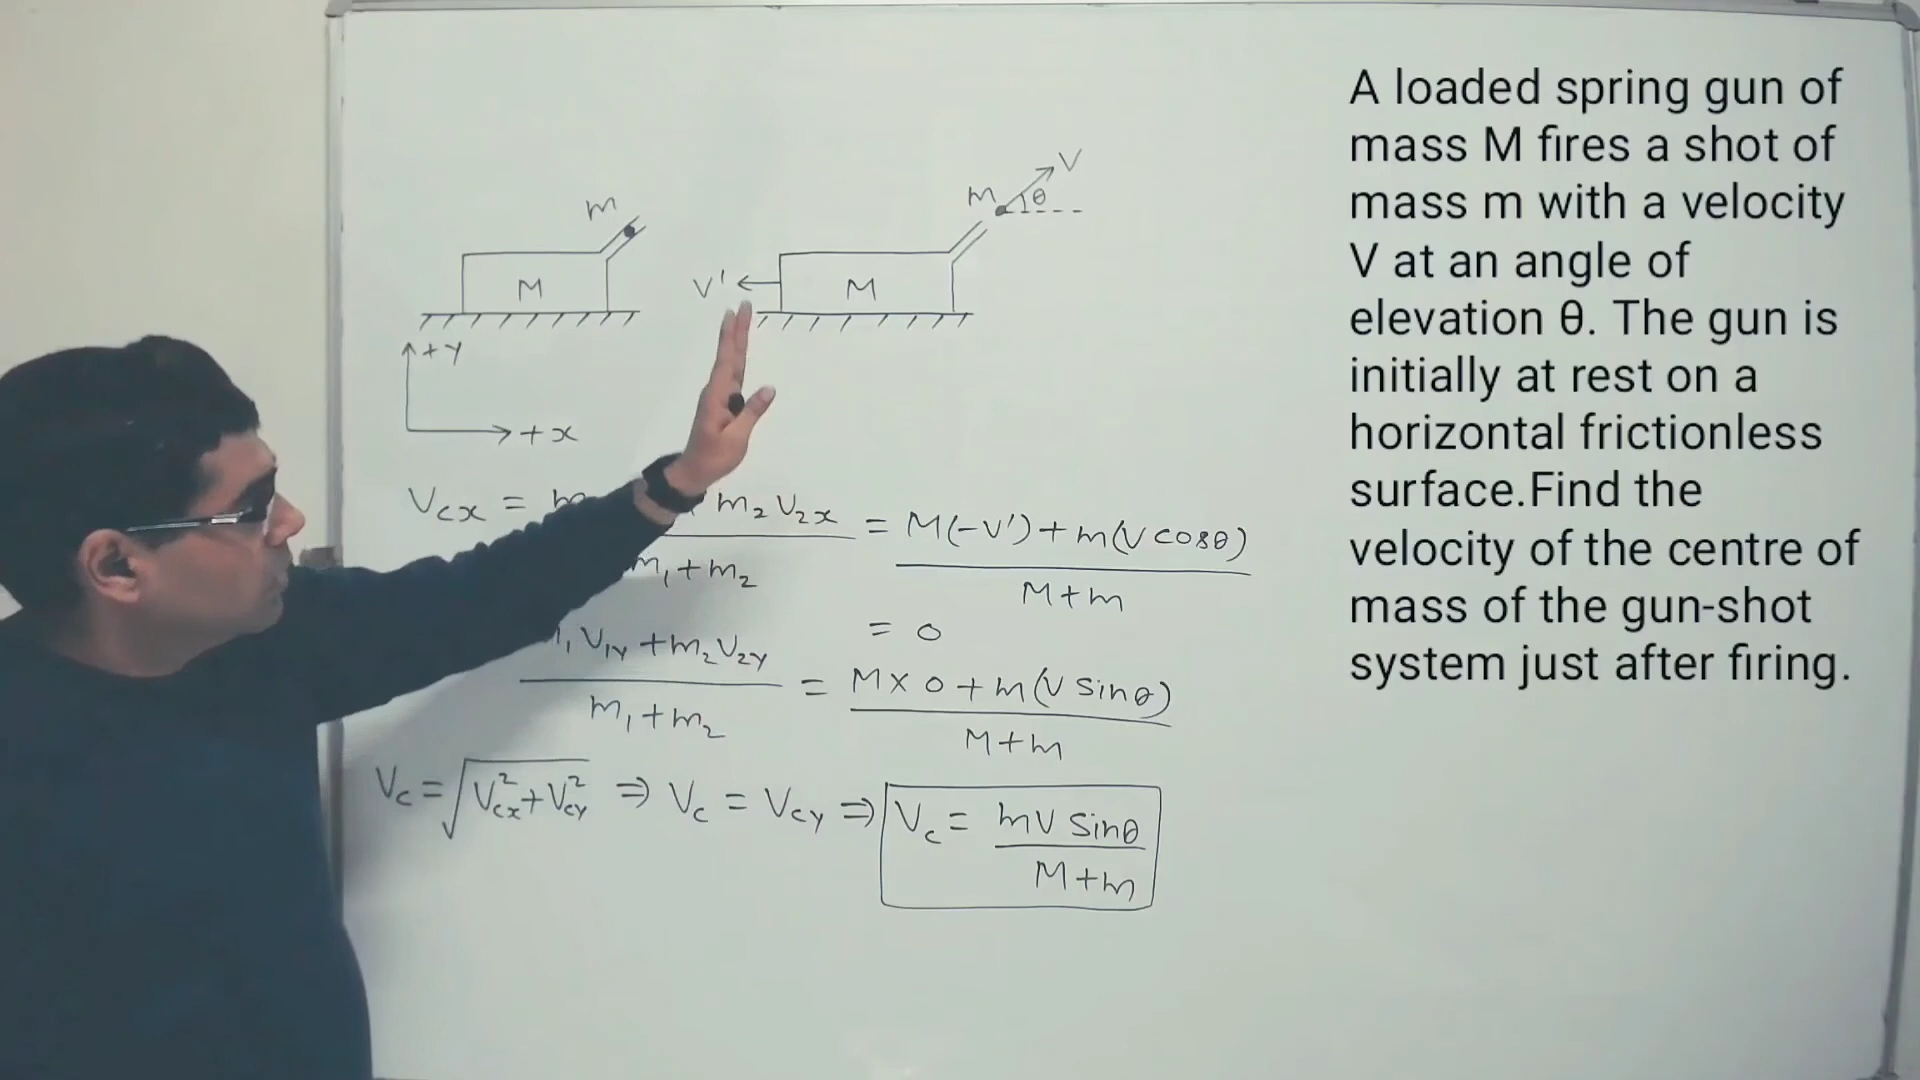 A loaded spring gun of
mass M fires a shot of
mass m with a velocity
V at an angle of
elevation θ. The gun is
initially at rest on a
horizontal frictionless
surface.Find the
velocity of the centre of
mass of the gun-shot
system just after firing.
m
M
+Y
+x
V
m
θ
V'
M
Vcx = m₂V₂x = M(-V')+m(V cosθ)
m₁+m₂ M+m
= 0
V₁Y+m₂V₂Y = M×0+m(V sinθ)
m₁+m₂ M+m
Vc=√Vcx²+Vcy² ⇒ Vc = Vcy ⇒ Vc = mV sinθ
M+m